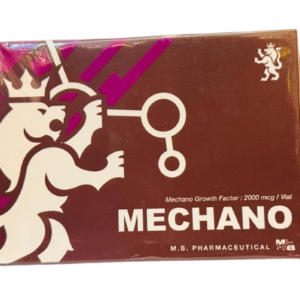 Mechano Growth Factor : 2000 mcg / Vial
MECHANO
M.B. PHARMACEUTICAL